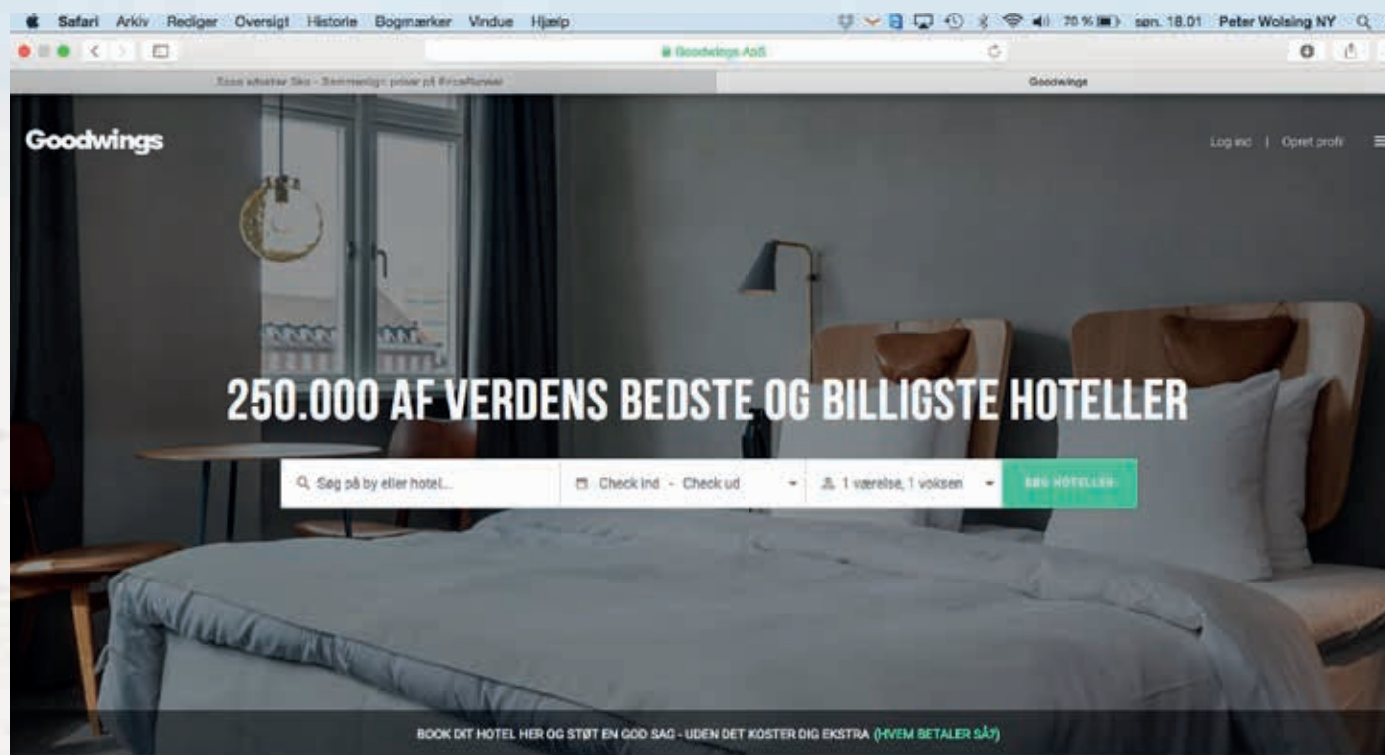 Safari Arkiv Rediger Oversigt Historie Bogmærker Vindue Hjælp 70 % søn. 18.01 Peter Wolsing NY
Goodwings ApS
Goodwings
Goodwings
Log ind | Opret profil
250.000 AF VERDENS BEDSTE OG BILLIGSTE HOTELLER
Søg på by eller hotel... Check ind - Check ud 1 værelse, 1 voksen SØG HOTELLER
BOOK DIT HOTEL HER OG STØT EN GOD SAG - UDEN DET KOSTER DIG EKSTRA (HVEM BETALER SÅ?)